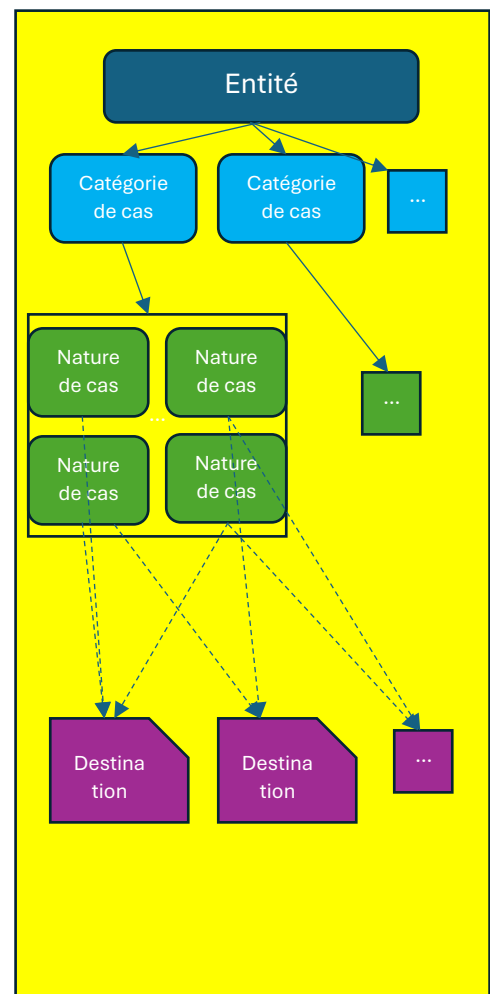 Entité
Catégorie
de cas
Catégorie
de cas
...
Nature
de cas
Nature
de cas
...
...
Nature
de cas
Nature
de cas
Destina
tion
Destina
tion
...